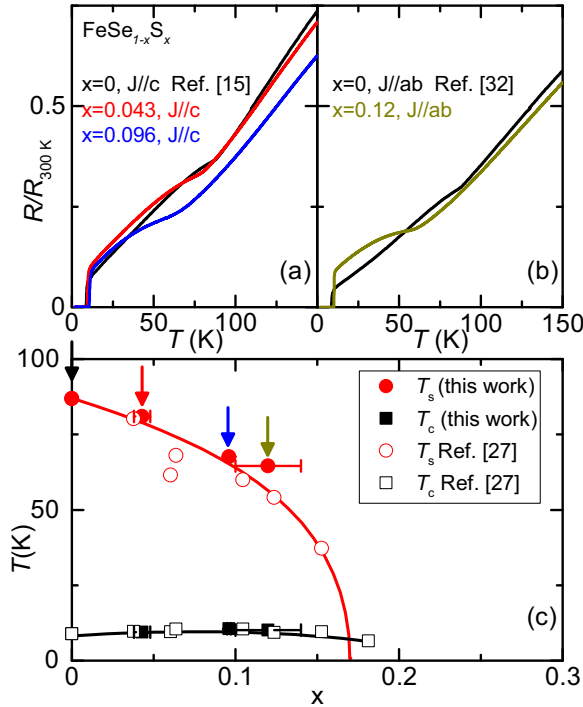 FeSe1-xSx
x=0, J//c Ref. [15]
x=0.043, J//c
x=0.096, J//c
x=0, J//ab Ref. [32]
x=0.12, J//ab
R/R300 K
0.5
0
(a)
(b)
0 50 100 0 50 100 150
T (K) T (K)
100
50
0
T(K)
Ts (this work)
Tc (this work)
Ts Ref. [27]
Tc Ref. [27]
(c)
0.0 0.1 0.2 0.3
x